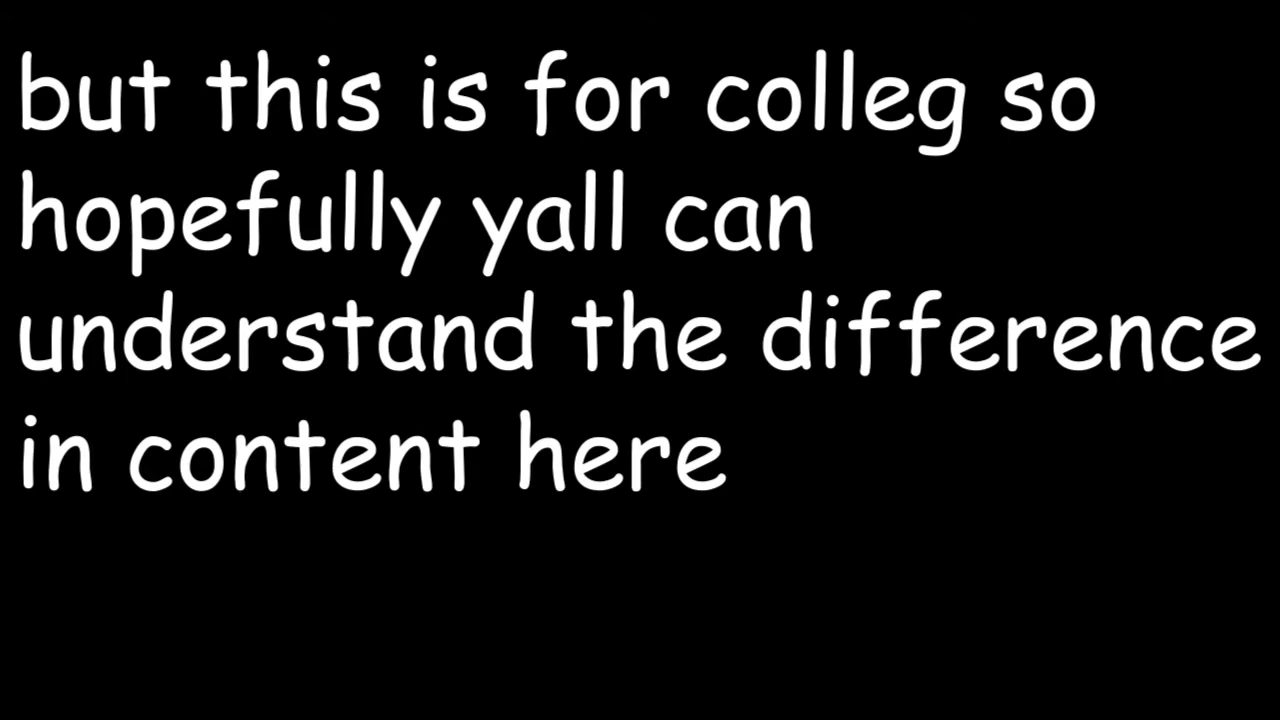 but this is for colleg so
hopefully yall can
understand the difference
in content here